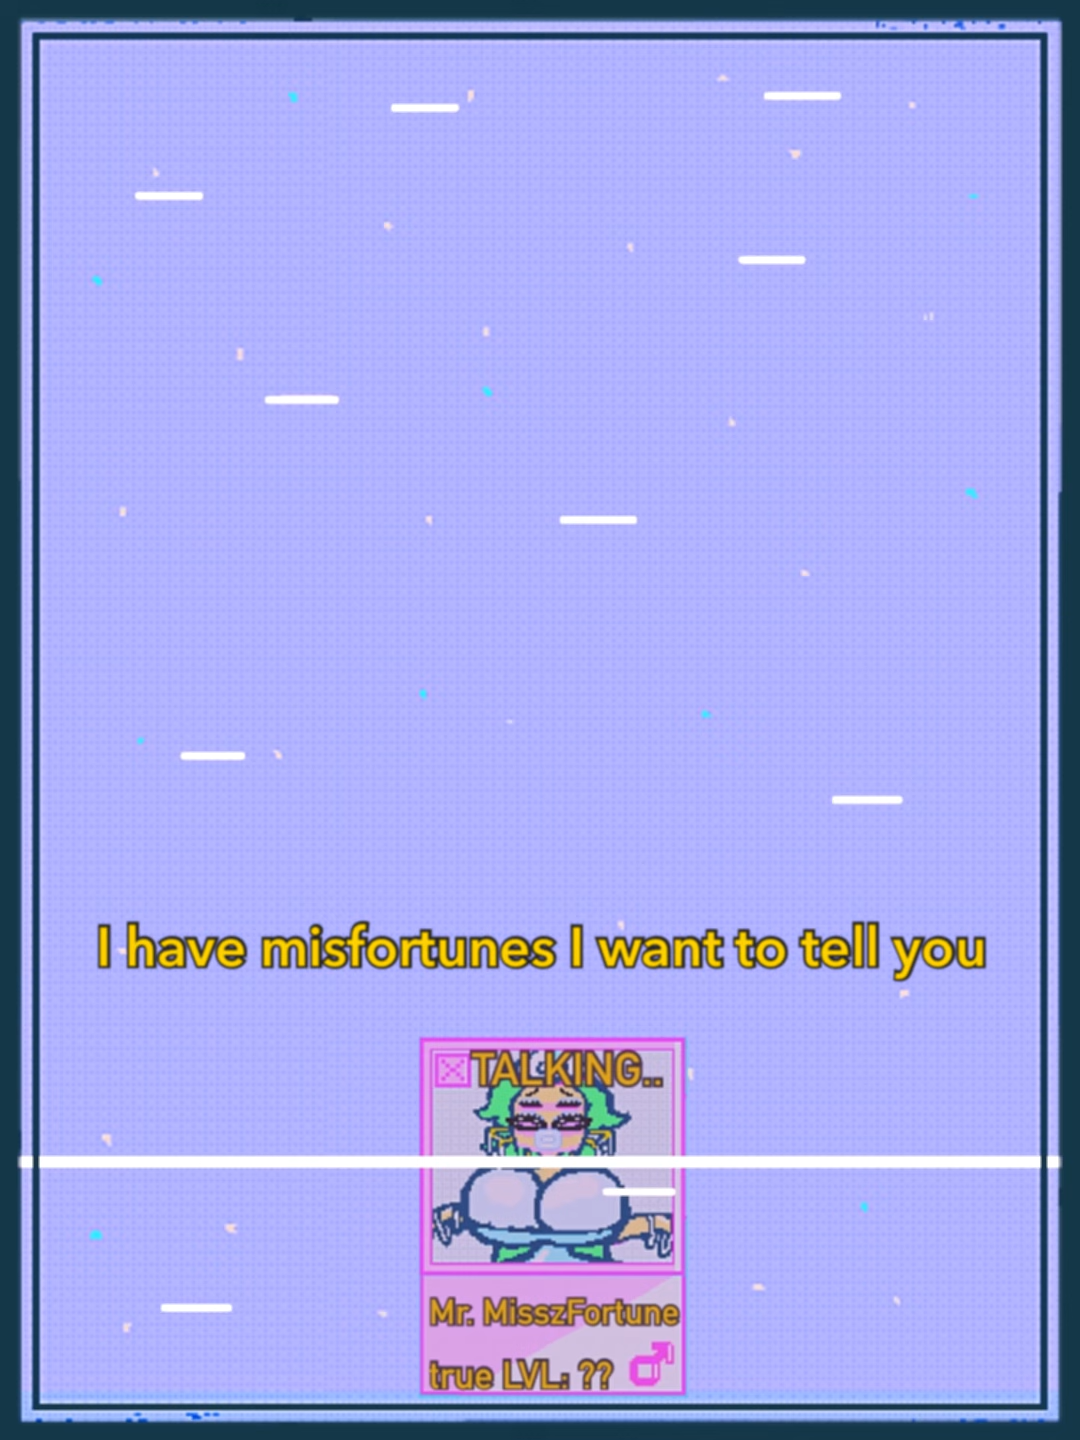 I have misfortunes I want to tell you
TALKING..
Mr. MisszFortune
true LVL: ??